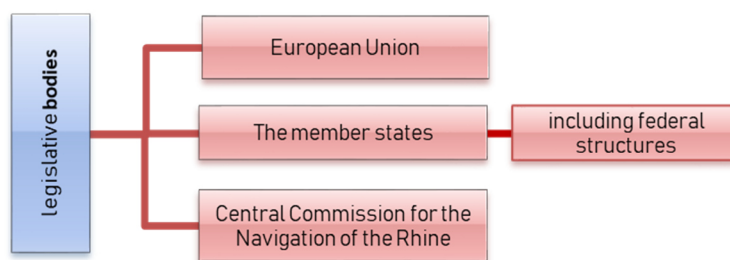 legislative bodies
European Union
The member states
including federal
structures
Central Commission for the
Navigation of the Rhine